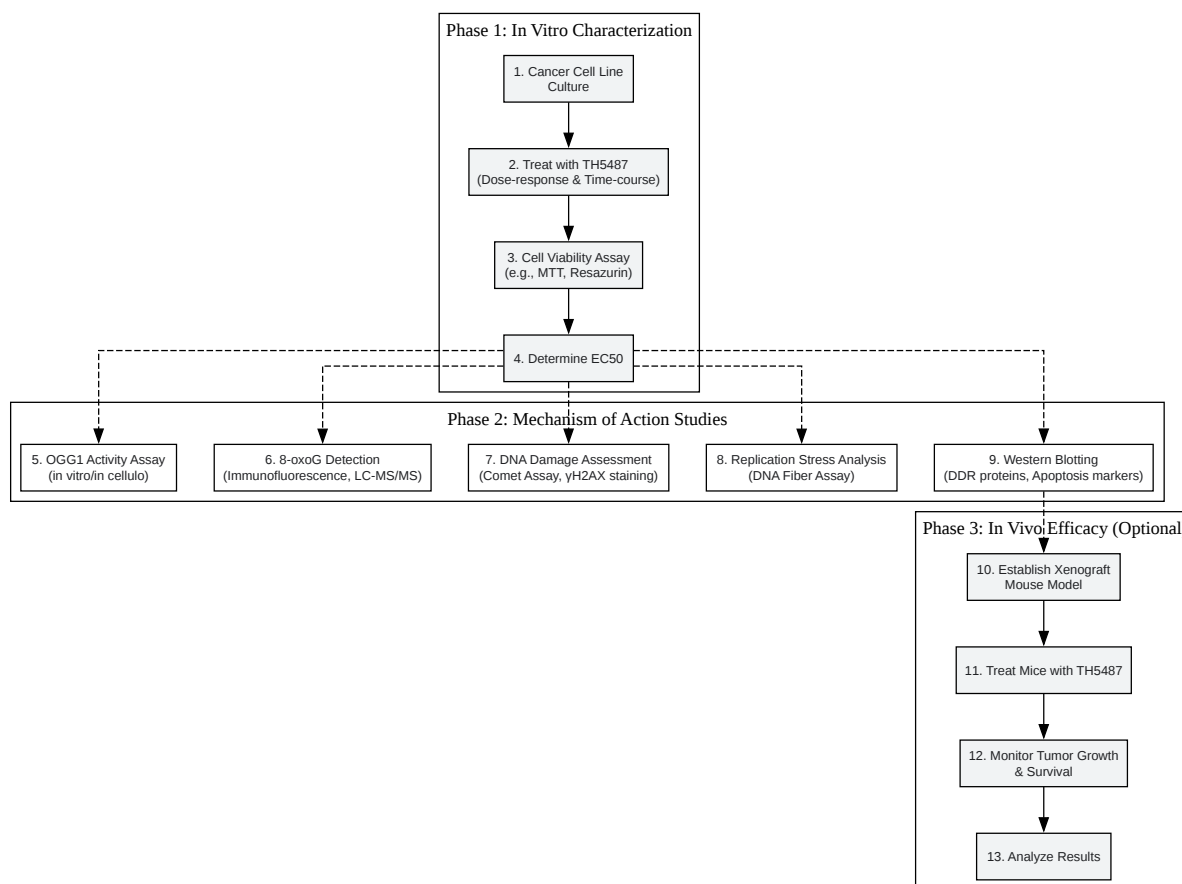 Phase 1: In Vitro Characterization
1. Cancer Cell Line
Culture
2. Treat with TH5487
(Dose-response & Time-course)
3. Cell Viability Assay
(e.g., MTT, Resazurin)
4. Determine EC50
Phase 2: Mechanism of Action Studies
5. OGG1 Activity Assay
(in vitro/in cellulo)
6. 8-oxoG Detection
(Immunofluorescence, LC-MS/MS)
7. DNA Damage Assessment
(Comet Assay, γH2AX staining)
8. Replication Stress Analysis
(DNA Fiber Assay)
9. Western Blotting
(DDR proteins, Apoptosis markers)
Phase 3: In Vivo Efficacy (Optional
10. Establish Xenograft
Mouse Model
11. Treat Mice with TH5487
12. Monitor Tumor Growth
& Survival
13. Analyze Results